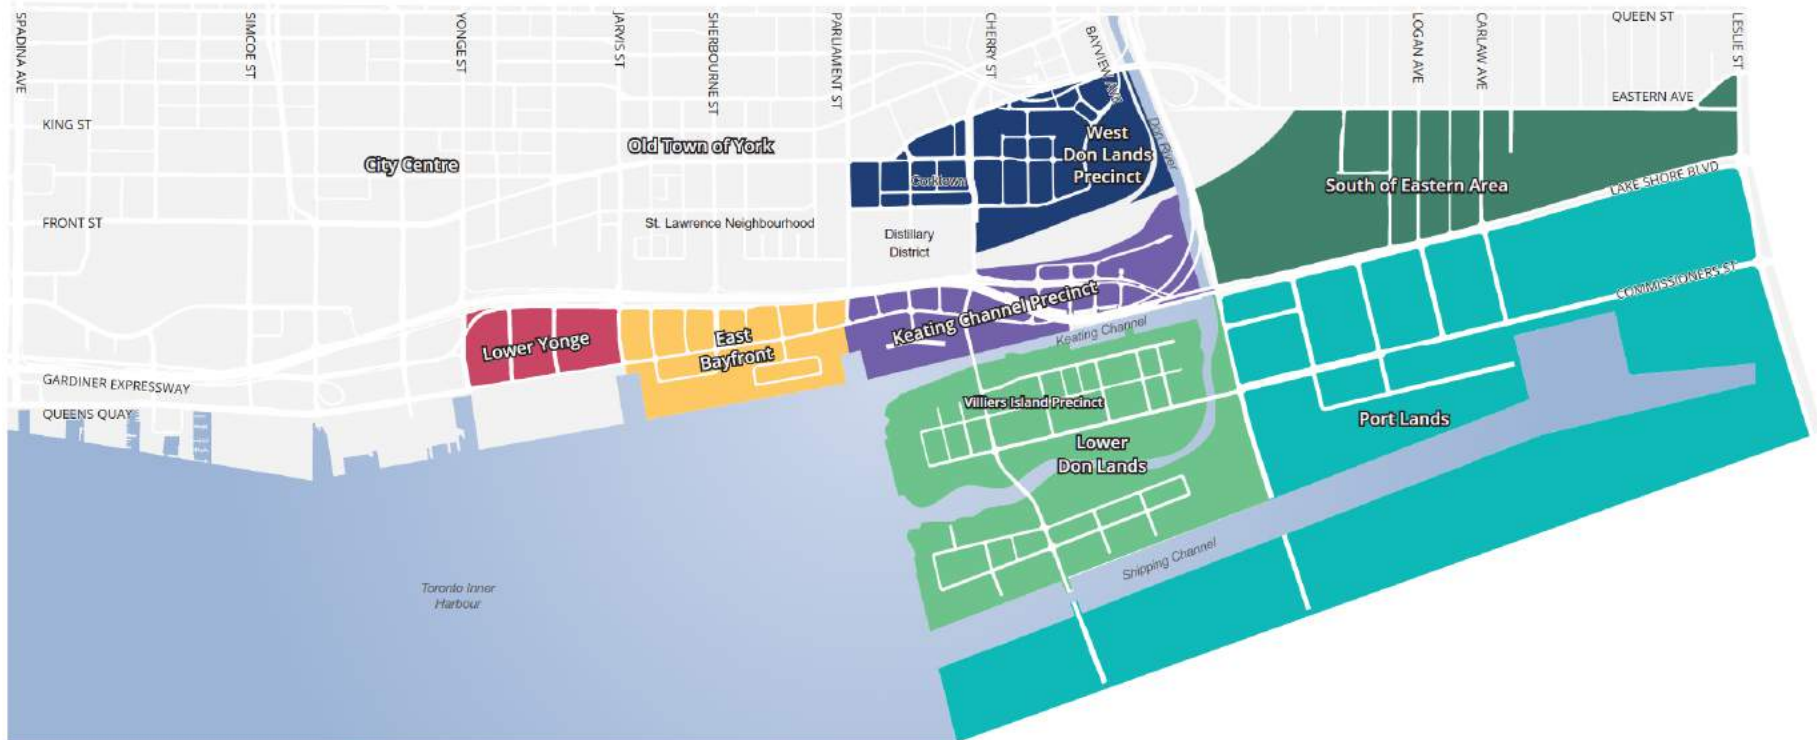 SPADINA AVE
SIMCOE ST
YONGE ST
JARVIS ST
SHERBOURNE ST
PARLIAMENT ST
CHERRY ST
BAYVIEW AVE
LOGAN AVE
CARLAW AVE
QUEEN ST
LESLIE ST
EASTERN AVE
KING ST
City Centre
Old Town of York
West
Don Lands
Precinct
Don River
Corktown
South of Eastern Area
LAKE SHORE BLVD
FRONT ST
St. Lawrence Neighbourhood
Distillary
District
COMMISSIONERS ST
Lower Yonge
East
Bayfront
Keating Channel Precinct
Keating Channel
GARDINER EXPRESSWAY
QUEENS QUAY
Villiers Island Precinct
Lower
Don Lands
Port Lands
Shipping Channel
Toronto Inner
Harbour